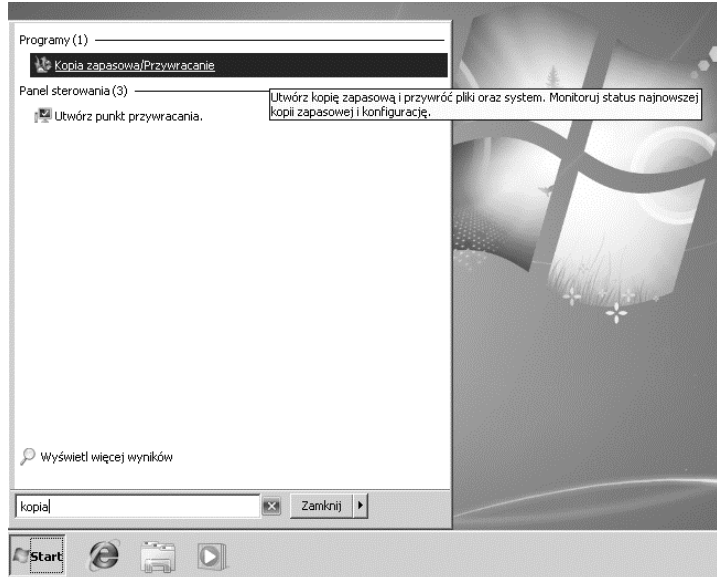 Programy (1)
Kopia zapasowa/Przywracanie
Panel sterowania (3)
Utwórz kopię zapasową i przywróć pliki oraz system. Monitoruj status najnowszej
kopii zapasowej i konfigurację.
Utwórz punkt przywracania.
Wyświetl więcej wyników
kopia
Zamknij
Start